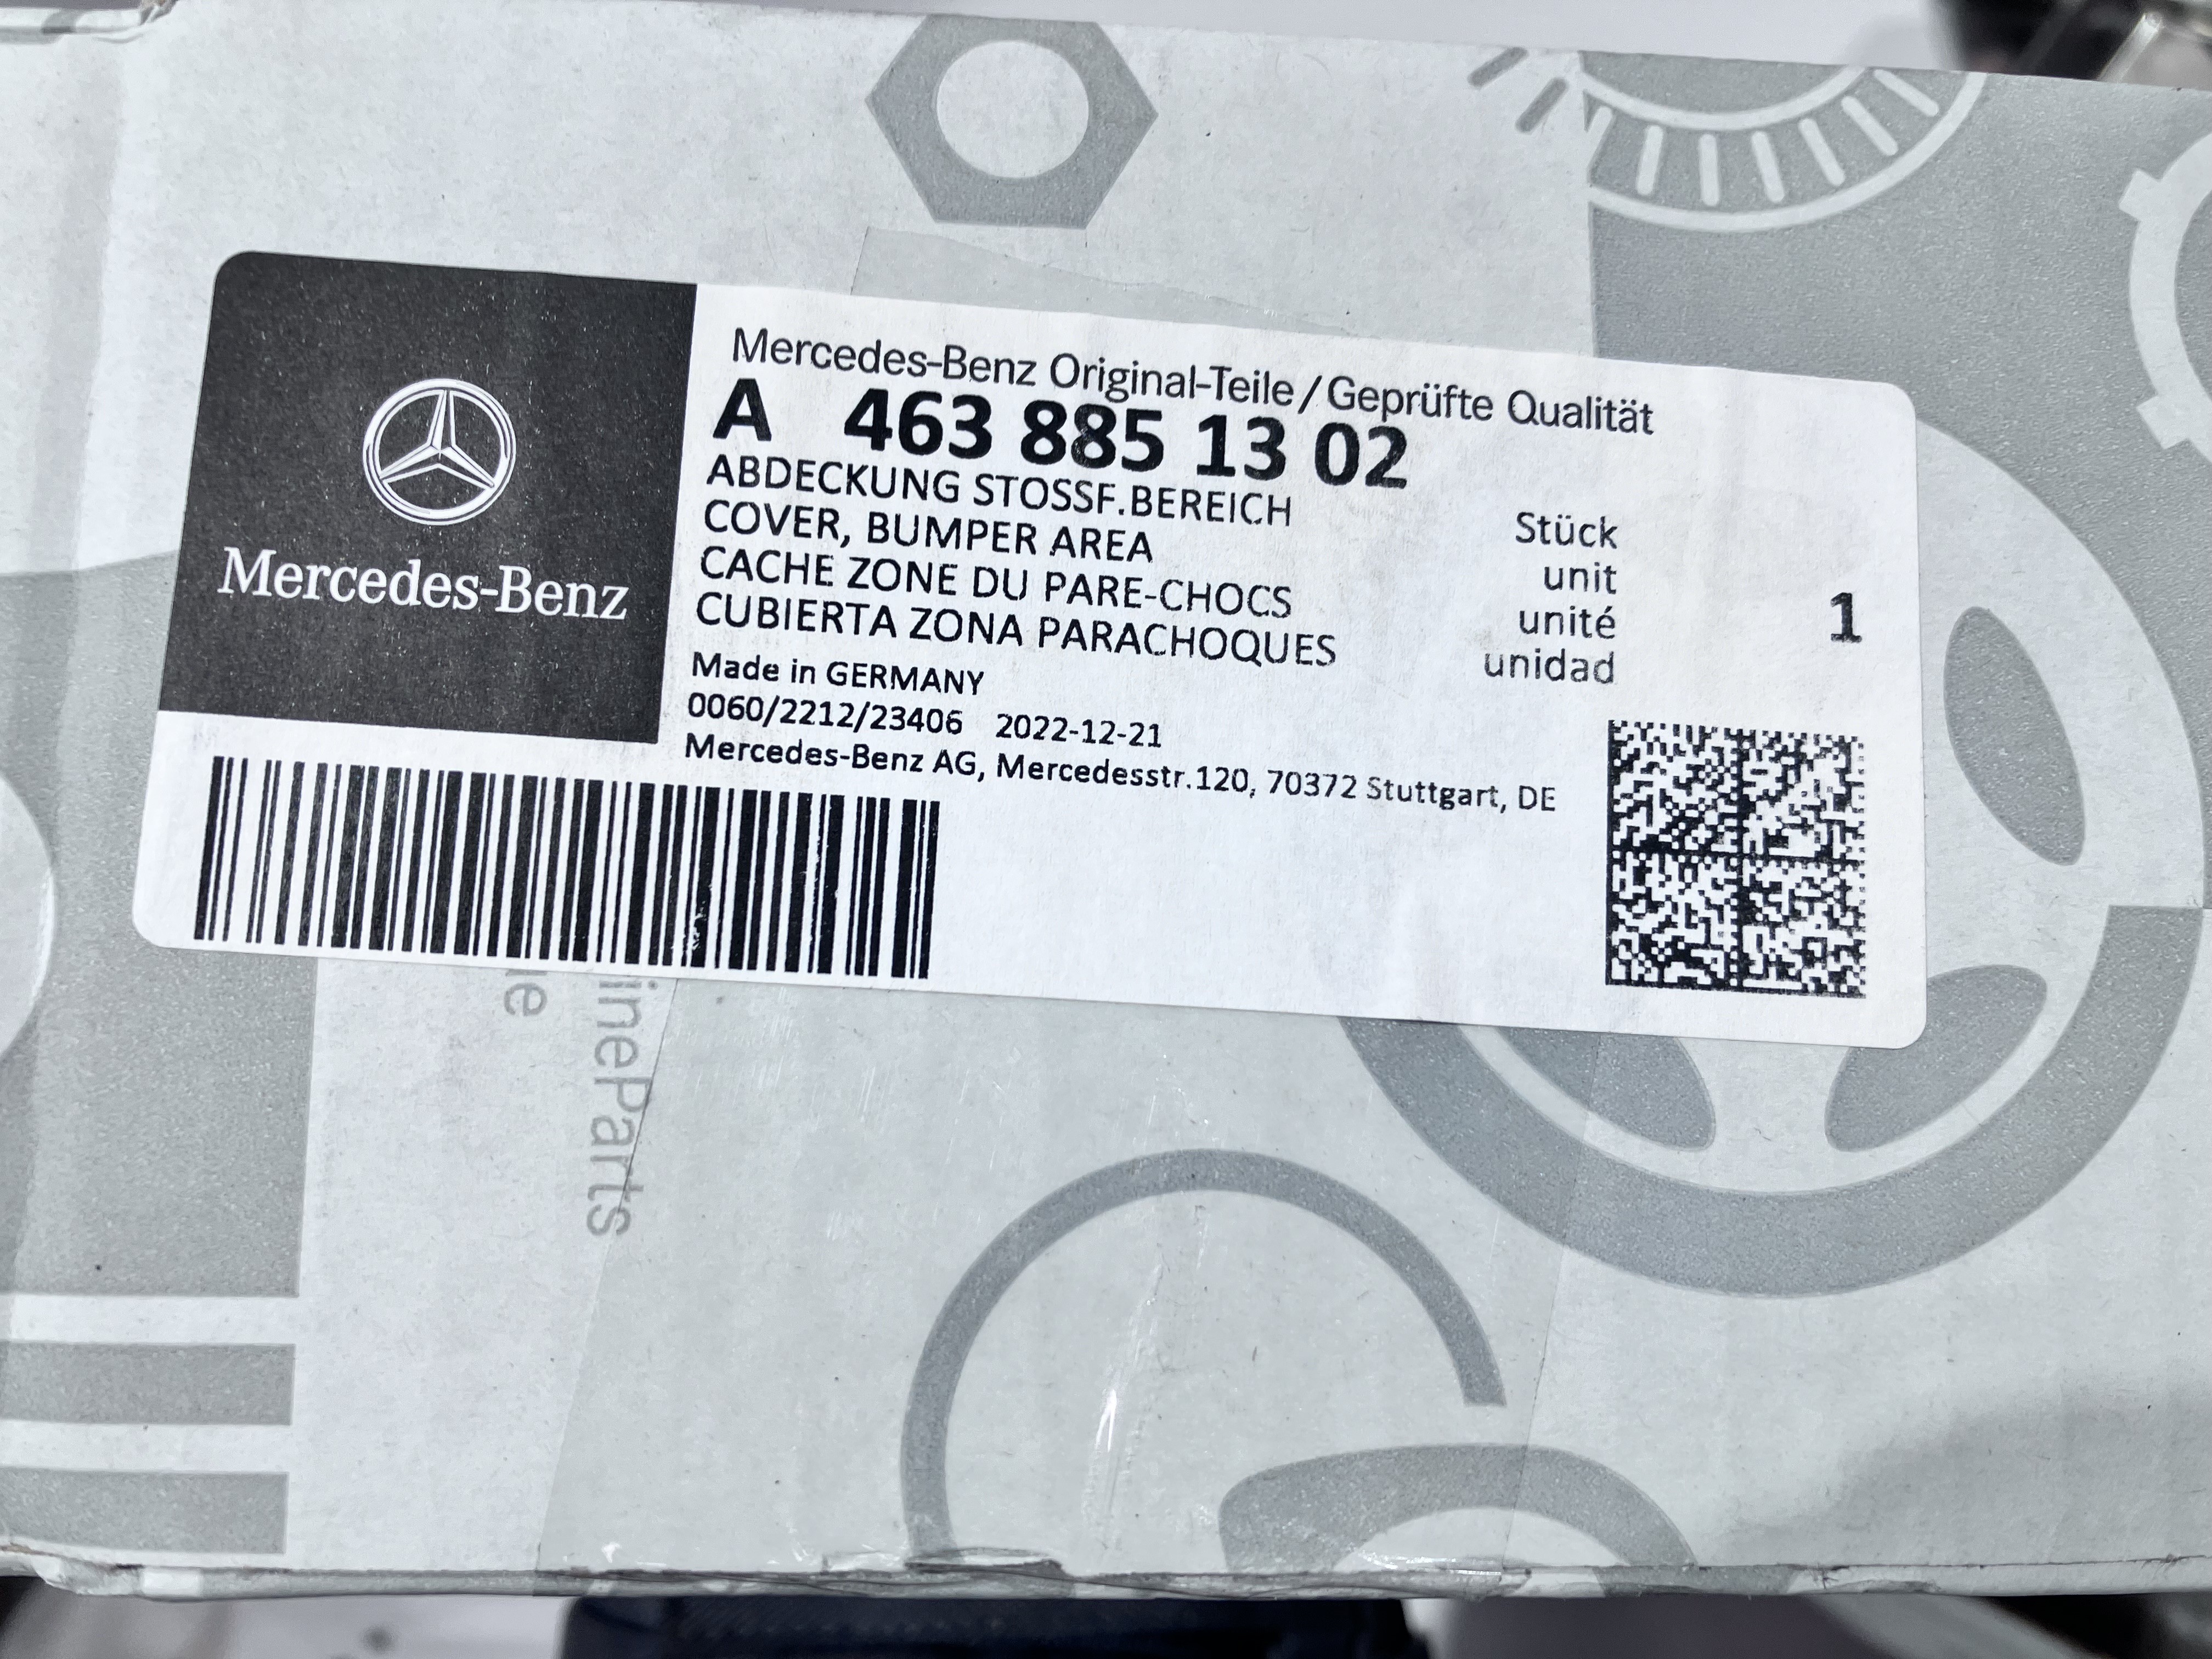 Mercedes-Benz
Mercedes-Benz Original-Teile / Geprüfte Qualität
A 463 885 13 02
ABDECKUNG STOSSF.BEREICH
COVER, BUMPER AREA
CACHE ZONE DU PARE-CHOCS
CUBIERTA ZONA PARACHOQUES
Stück
unit
unité
unidad
1
Made in GERMANY
0060/2212/23406 2022-12-21
Mercedes-Benz AG, Mercedesstr.120, 70372 Stuttgart, DE
ineParts